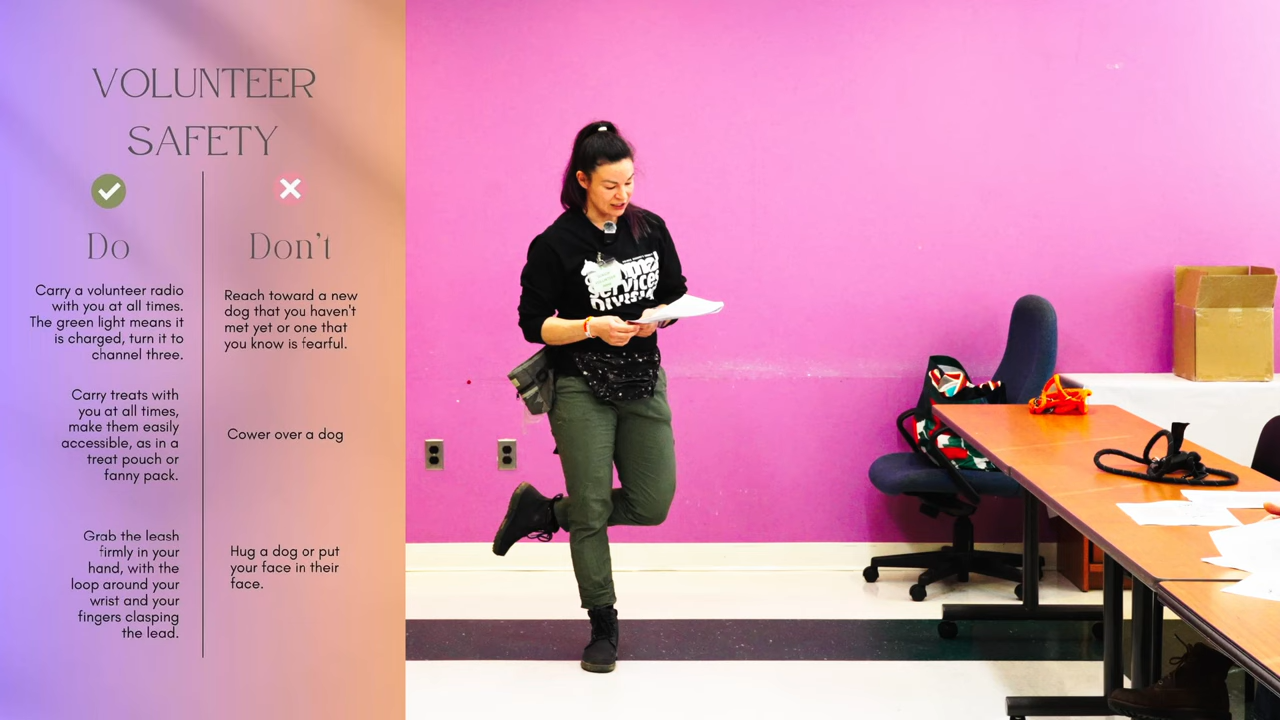 VOLUNTEER
SAFETY
Do
Carry a volunteer radio
with you at all times.
The green light means it
is charged, turn it to
channel three.
Carry treats with
you at all times,
make them easily
accessible, as in a
treat pouch or
fanny pack.
Grab the leash
firmly in your
hand, with the
loop around your
wrist and your
fingers clasping
the lead.
Don't
Reach toward a new
dog that you haven't
met yet or one that
you know is fearful.
Cower over a dog
Hug a dog or put
your face in their
face.
Animal
Services
Division